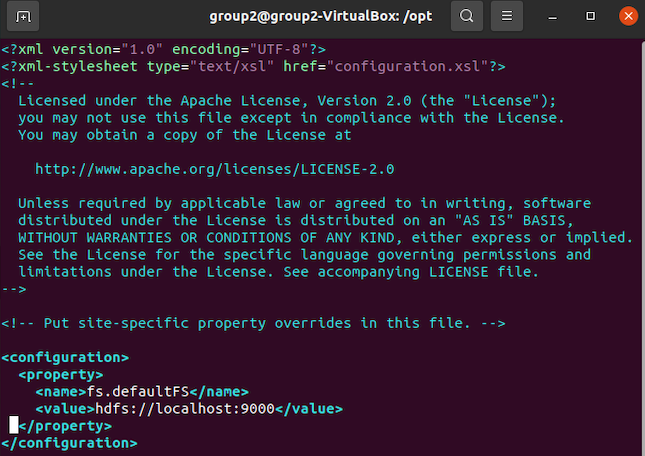 group2@group2-VirtualBox: /opt
<?xml version="1.0" encoding="UTF-8"?>
<?xml-stylesheet type="text/xsl" href="configuration.xsl"?>
<!--
  Licensed under the Apache License, Version 2.0 (the "License");
  you may not use this file except in compliance with the License.
  You may obtain a copy of the License at

    http://www.apache.org/licenses/LICENSE-2.0

  Unless required by applicable law or agreed to in writing, software
  distributed under the License is distributed on an "AS IS" BASIS,
  WITHOUT WARRANTIES OR CONDITIONS OF ANY KIND, either express or implied.
  See the License for the specific language governing permissions and
  limitations under the License. See accompanying LICENSE file.
-->

<!-- Put site-specific property overrides in this file. -->

<configuration>
  <property>
    <name>fs.defaultFS</name>
    <value>hdfs://localhost:9000</value>
  </property>
</configuration>